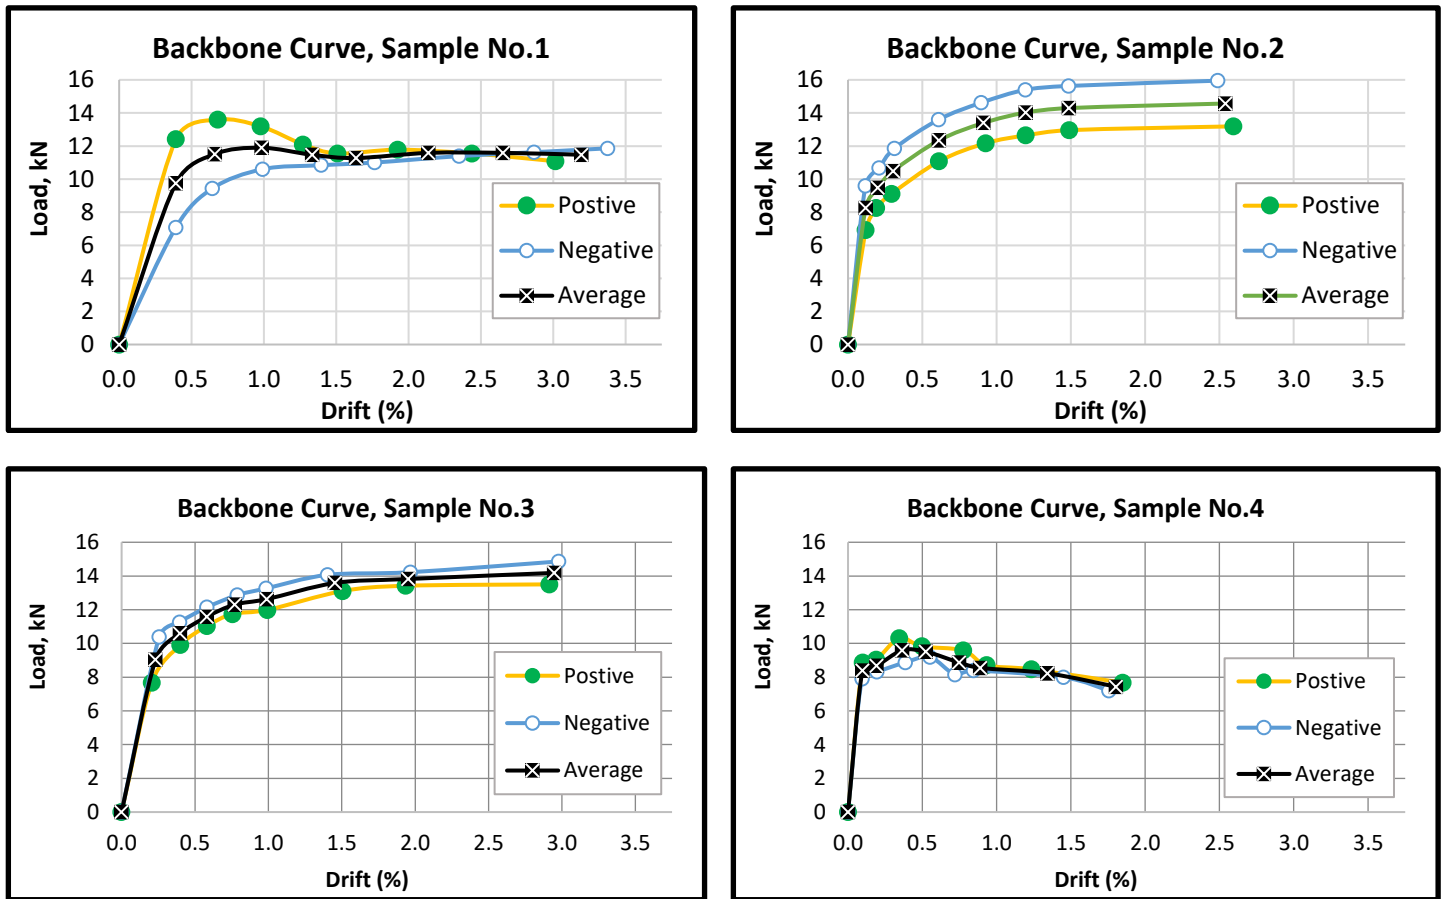 Backbone Curve, Sample No.1
Load, kN
16
14
12
10
8
6
4
2
0
0.0 0.5 1.0 1.5 2.0 2.5 3.0 3.5
Drift (%)
Postive
Negative
Average
Backbone Curve, Sample No.2
Load, kN
16
14
12
10
8
6
4
2
0
0.0 0.5 1.0 1.5 2.0 2.5 3.0 3.5
Drift (%)
Postive
Negative
Average
Backbone Curve, Sample No.3
Load, kN
16
14
12
10
8
6
4
2
0
0.0 0.5 1.0 1.5 2.0 2.5 3.0 3.5
Drift (%)
Postive
Negative
Average
Backbone Curve, Sample No.4
Load, kN
16
14
12
10
8
6
4
2
0
0.0 0.5 1.0 1.5 2.0 2.5 3.0 3.5
Drift (%)
Postive
Negative
Average